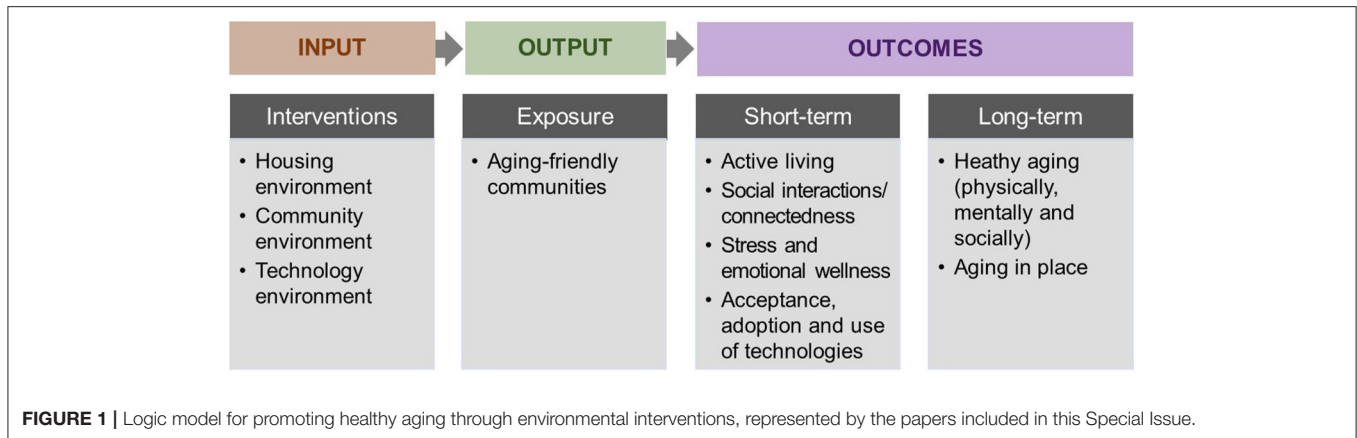 INPUT
OUTPUT
OUTCOMES
Interventions
• Housing
environment
• Community
environment
• Technology
environment
Exposure
• Aging-friendly
communities
Short-term
• Active living
• Social interactions/
connectedness
• Stress and
emotional wellness
• Acceptance,
adoption and use
of technologies
Long-term
• Heathy aging
(physically,
mentally and
socially)
• Aging in place
FIGURE 1 | Logic model for promoting healthy aging through environmental interventions, represented by the papers included in this Special Issue.